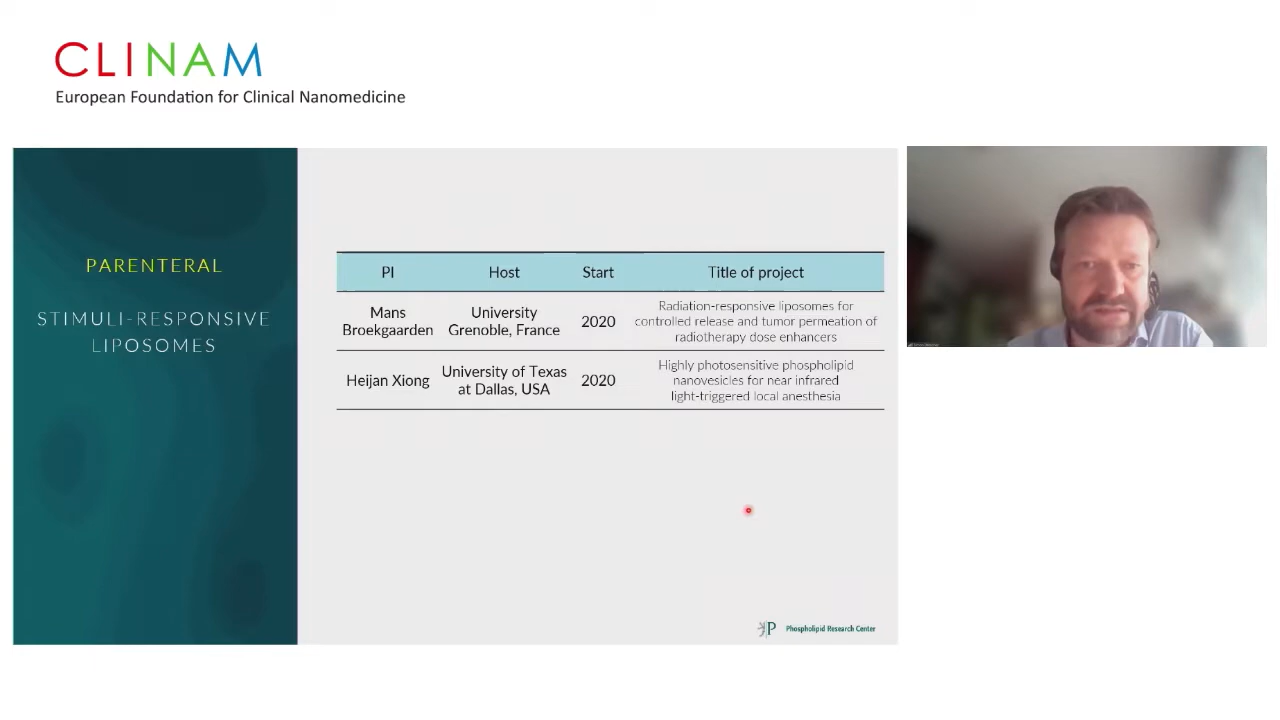 CLINAM
European Foundation for Clinical Nanomedicine
PARENTERAL
STIMULI-RESPONSIVE
LIPOSOMES
PI Host Start Title of project
Mans
Broekgaarden
University
Grenoble, France
2020
Radiation-responsive liposomes for
controlled release and tumor permeation of
radiotherapy dose enhancers
Heijan Xiong
University of Texas
at Dallas, USA
2020
Highly photosensitive phospholipid
nanovesicles for near infrared
light-triggered local anesthesia
P Phospholipid Research Center